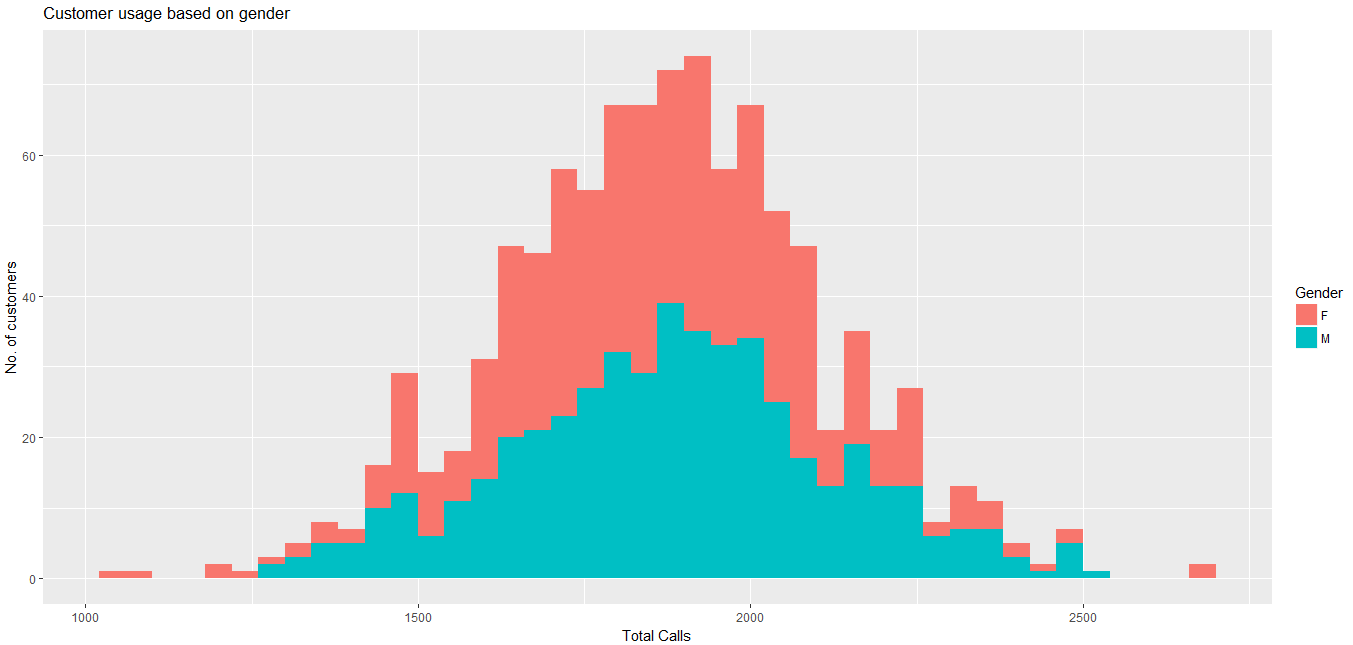 Customer usage based on gender
No. of customers
60
40
20
0
1000 1500 2000 2500
Total Calls
Gender
F
M